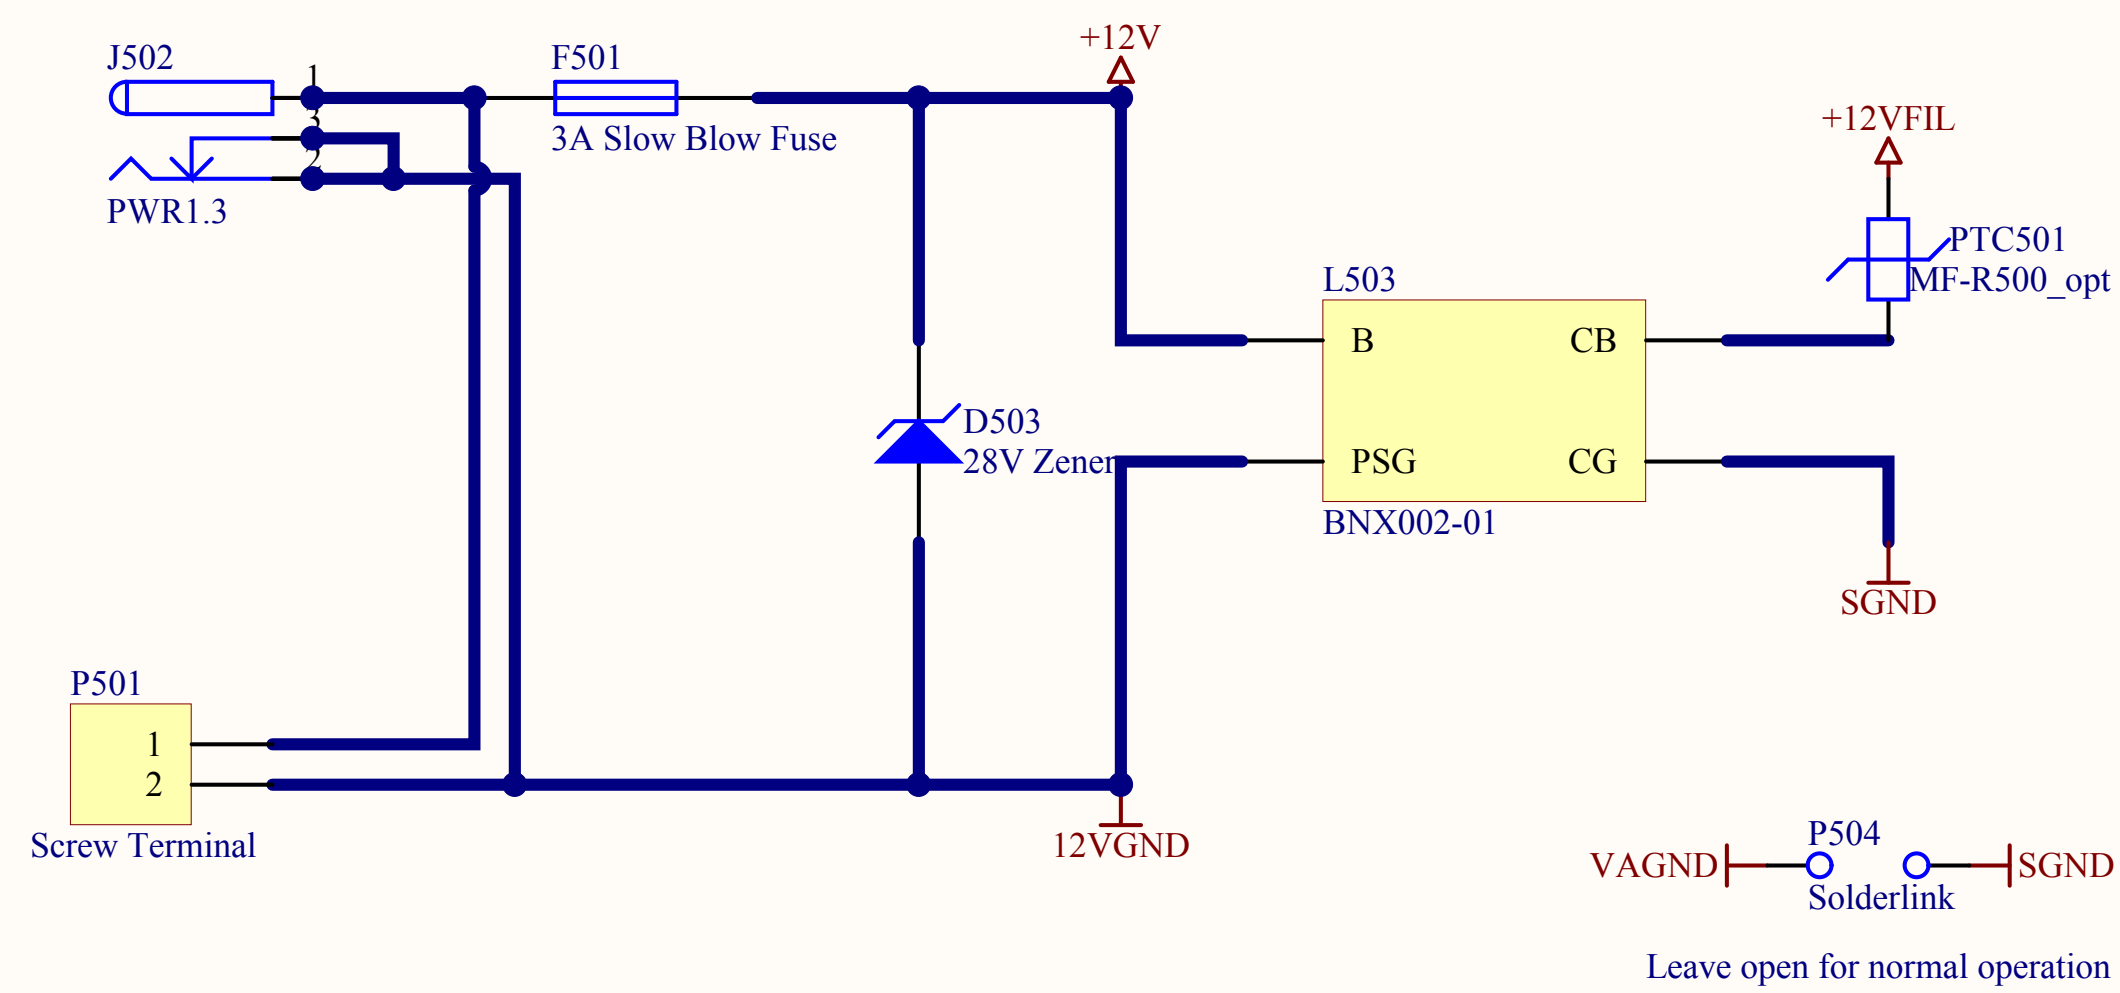 +12V
J502
F501
1
3A Slow Blow Fuse
3
2
PWR1.3
+12VFIL
PTC501
MF-R500_opt
L503
B
CB
D503
28V Zener
PSG
CG
BNX002-01
SGND
P501
1
2
Screw Terminal
12VGND
P504
VAGND
SGND
Solderlink
Leave open for normal operation